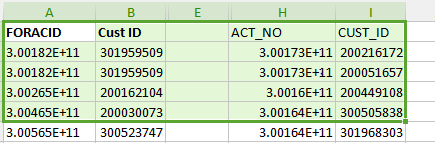 A B E H I
FORACID Cust ID ACT_NO CUST_ID
3.00182E+11 301959509 3.00173E+11 200216172
3.00182E+11 301959509 3.00173E+11 200051657
3.00265E+11 200162104 3.0016E+11 200449108
3.00465E+11 200030073 3.00164E+11 300505838
3.00565E+11 300523747 3.00164E+11 301968303